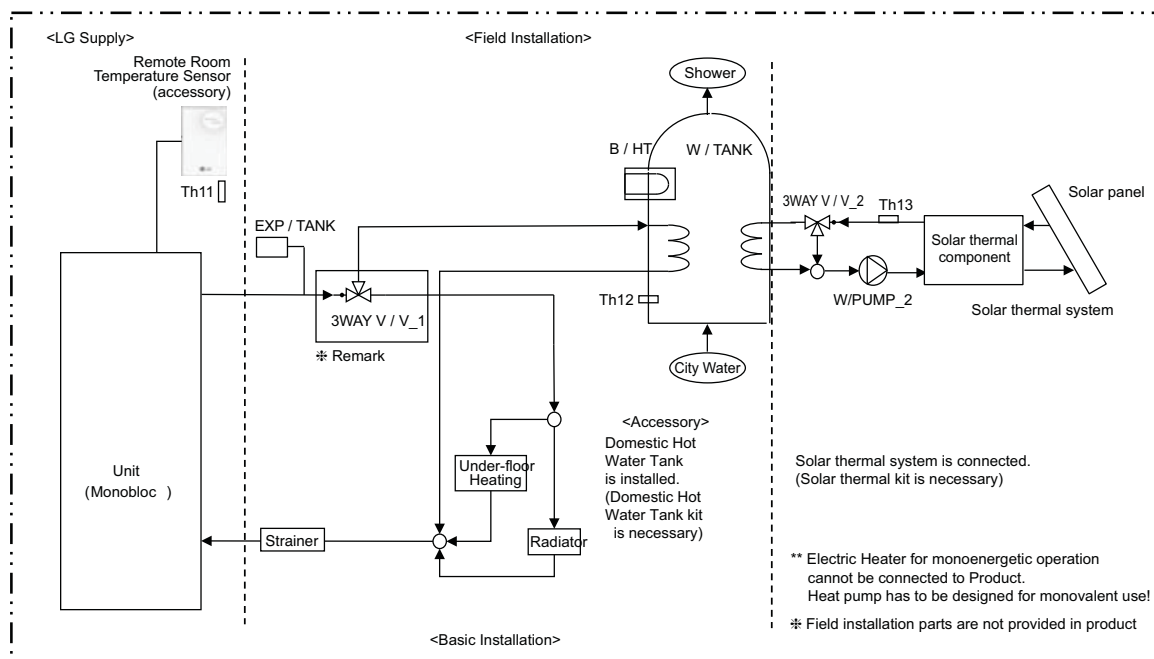 <LG Supply>
<Field Installation>
Remote Room
Temperature Sensor
(accessory)
Th11
EXP / TANK
3WAY V / V_1
※ Remark
Shower
B / HT
W / TANK
Th12
City Water
3WAY V / V_2
Th13
Solar panel
Solar thermal
component
W/PUMP_2
Solar thermal system
Unit
(Monobloc )
Under-floor
Heating
Strainer
Radiator
<Accessory>
Domestic Hot
Water Tank
is installed.
(Domestic Hot
Water Tank kit
is necessary)
Solar thermal system is connected.
(Solar thermal kit is necessary)
** Electric Heater for monoenergetic operation
cannot be connected to Product.
Heat pump has to be designed for monovalent use!
※ Field installation parts are not provided in product
<Basic Installation>